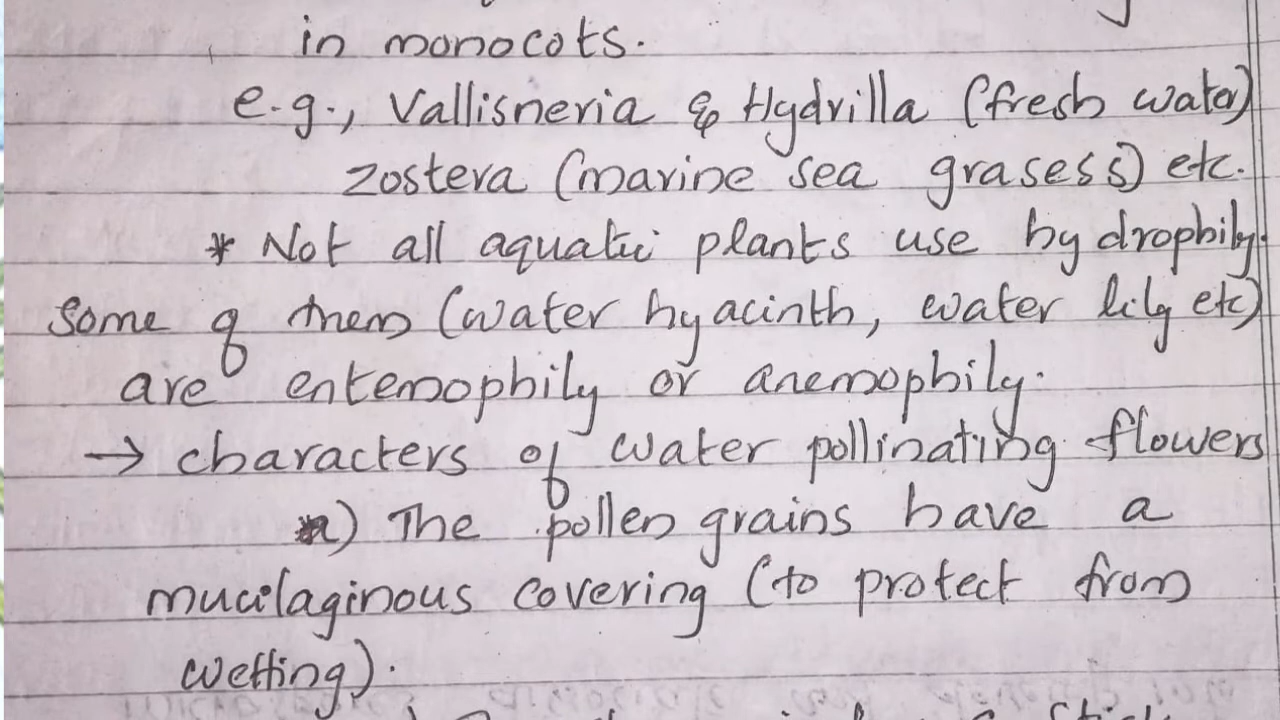 in monocots.
e.g., Vallisneria & Hydrilla (fresh water)
Zostera (marine sea grasess) etc.
* Not all aquatic plants use hydrophily.
Some of them (water hyacinth, water lily etc)
are entemophily or anemophily.
→ characters of water pollinating flowers
a) The pollen grains have a
mucilaginous covering (to protect from
wetting).